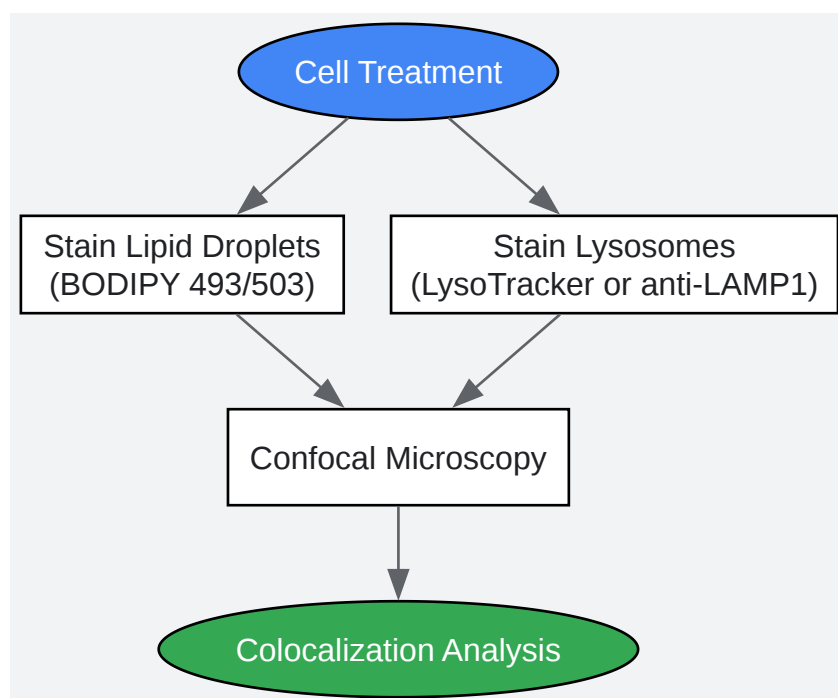 Cell Treatment
Stain Lipid Droplets
(BODIPY 493/503)
Stain Lysosomes
(LysoTracker or anti-LAMP1)
Confocal Microscopy
Colocalization Analysis